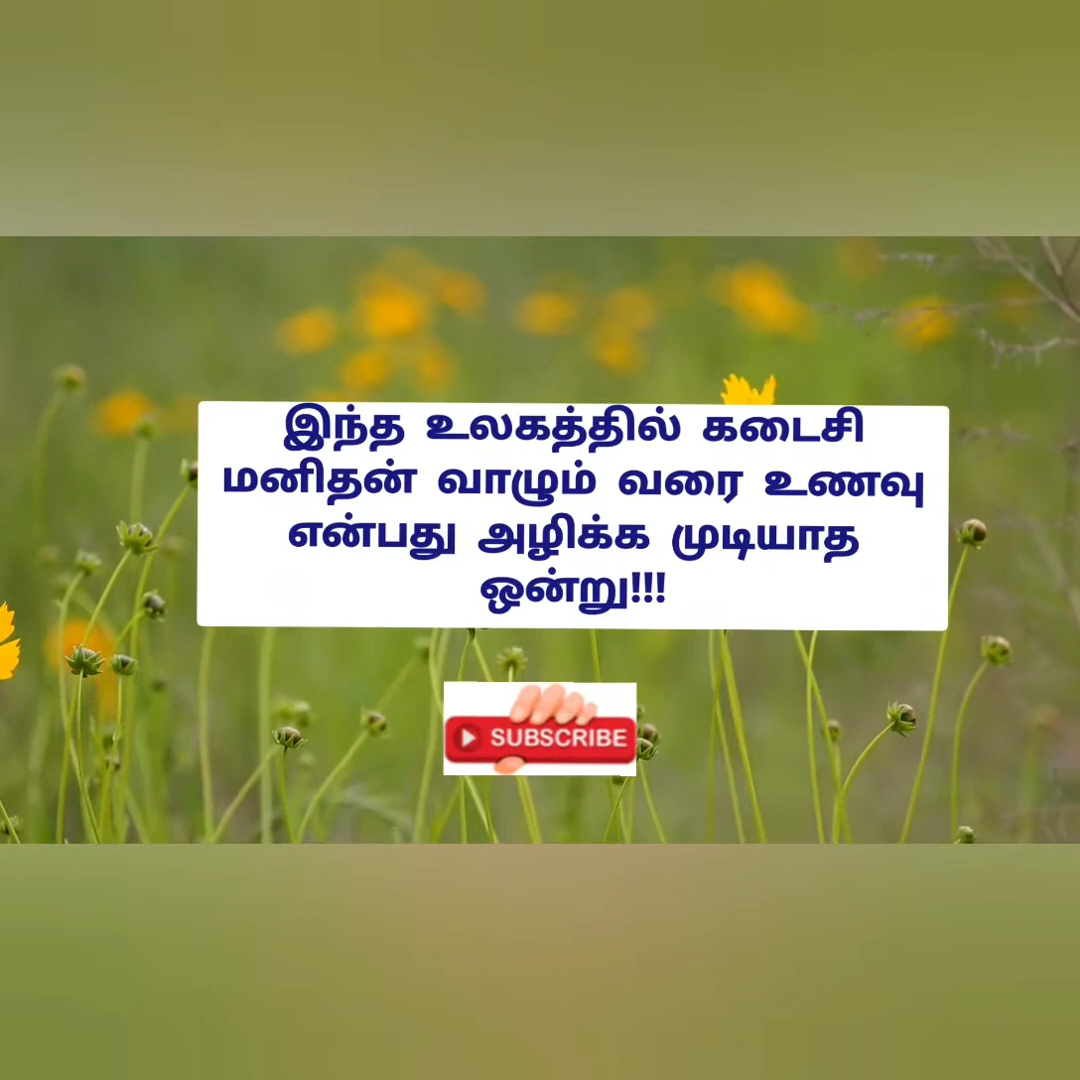 இந்த உலகத்தில் கடைசி
மனிதன் வாழும் வரை உணவு
என்பது அழிக்க முடியாத
ஒன்று!!!
SUBSCRIBE